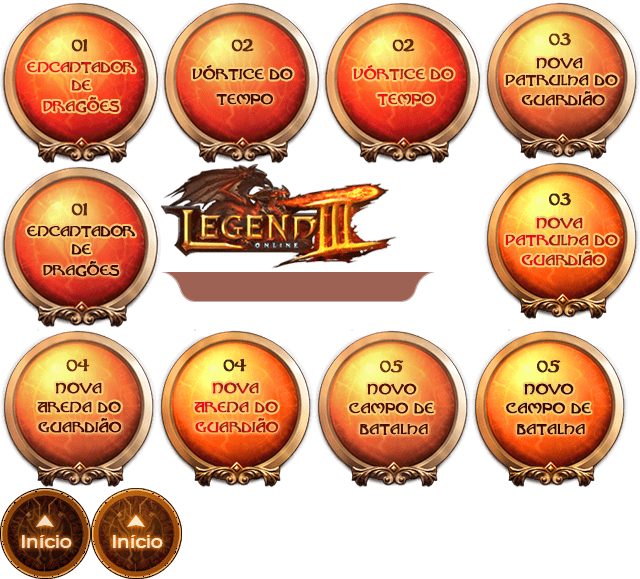 01
ENCANTADOR
DE
DRAGÕES
02
VÓRTICE DO
TEMPO
02
VÓRTICE DO
TEMPO
03
NOVA
PATRULHA DO
GUARDIÃO
01
ENCANTADOR
DE
DRAGÕES
LEGEND III
ONLINE
03
NOVA
PATRULHA DO
GUARDIÃO
04
NOVA
ARENA DO
GUARDIÃO
04
NOVA
ARENA DO
GUARDIÃO
05
NOVO
CAMPO DE
BATALHA
05
NOVO
CAMPO DE
BATALHA
Início
Início